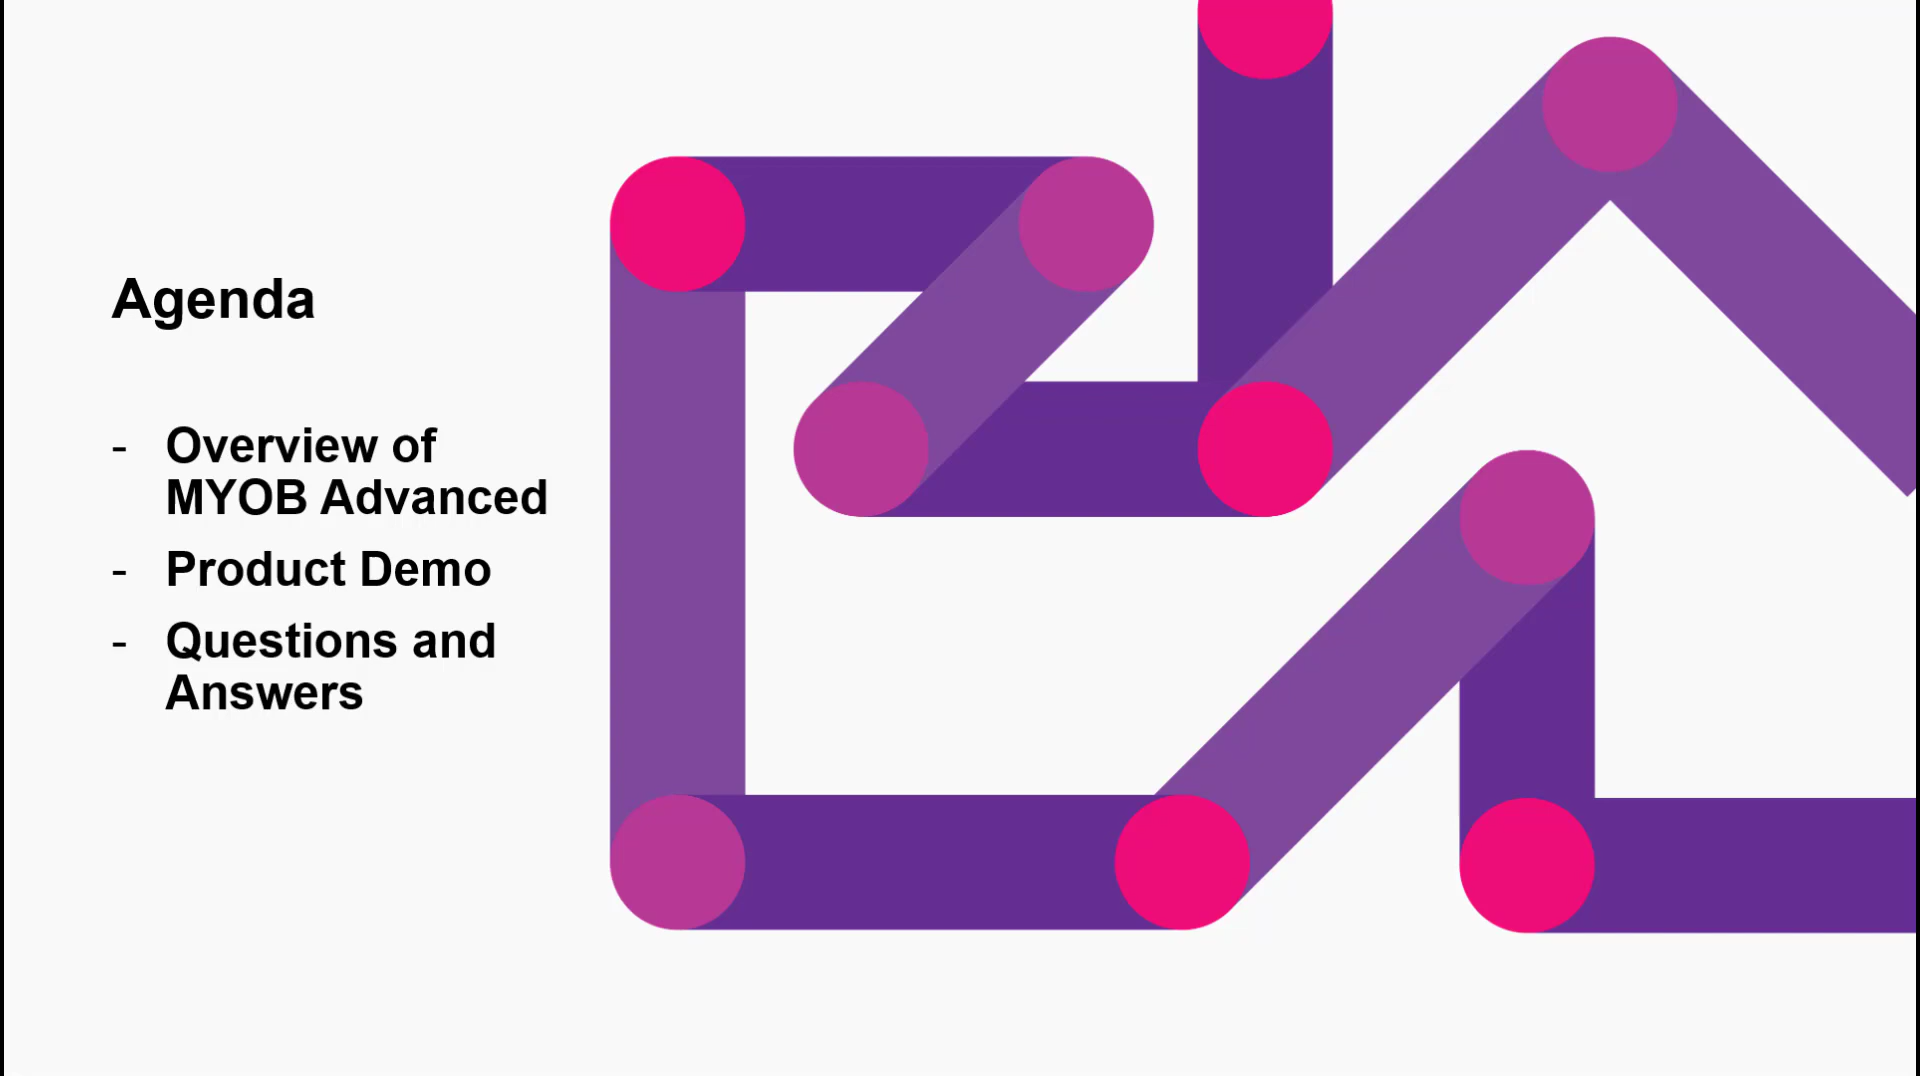 Agenda
- Overview of
MYOB Advanced
- Product Demo
- Questions and
Answers